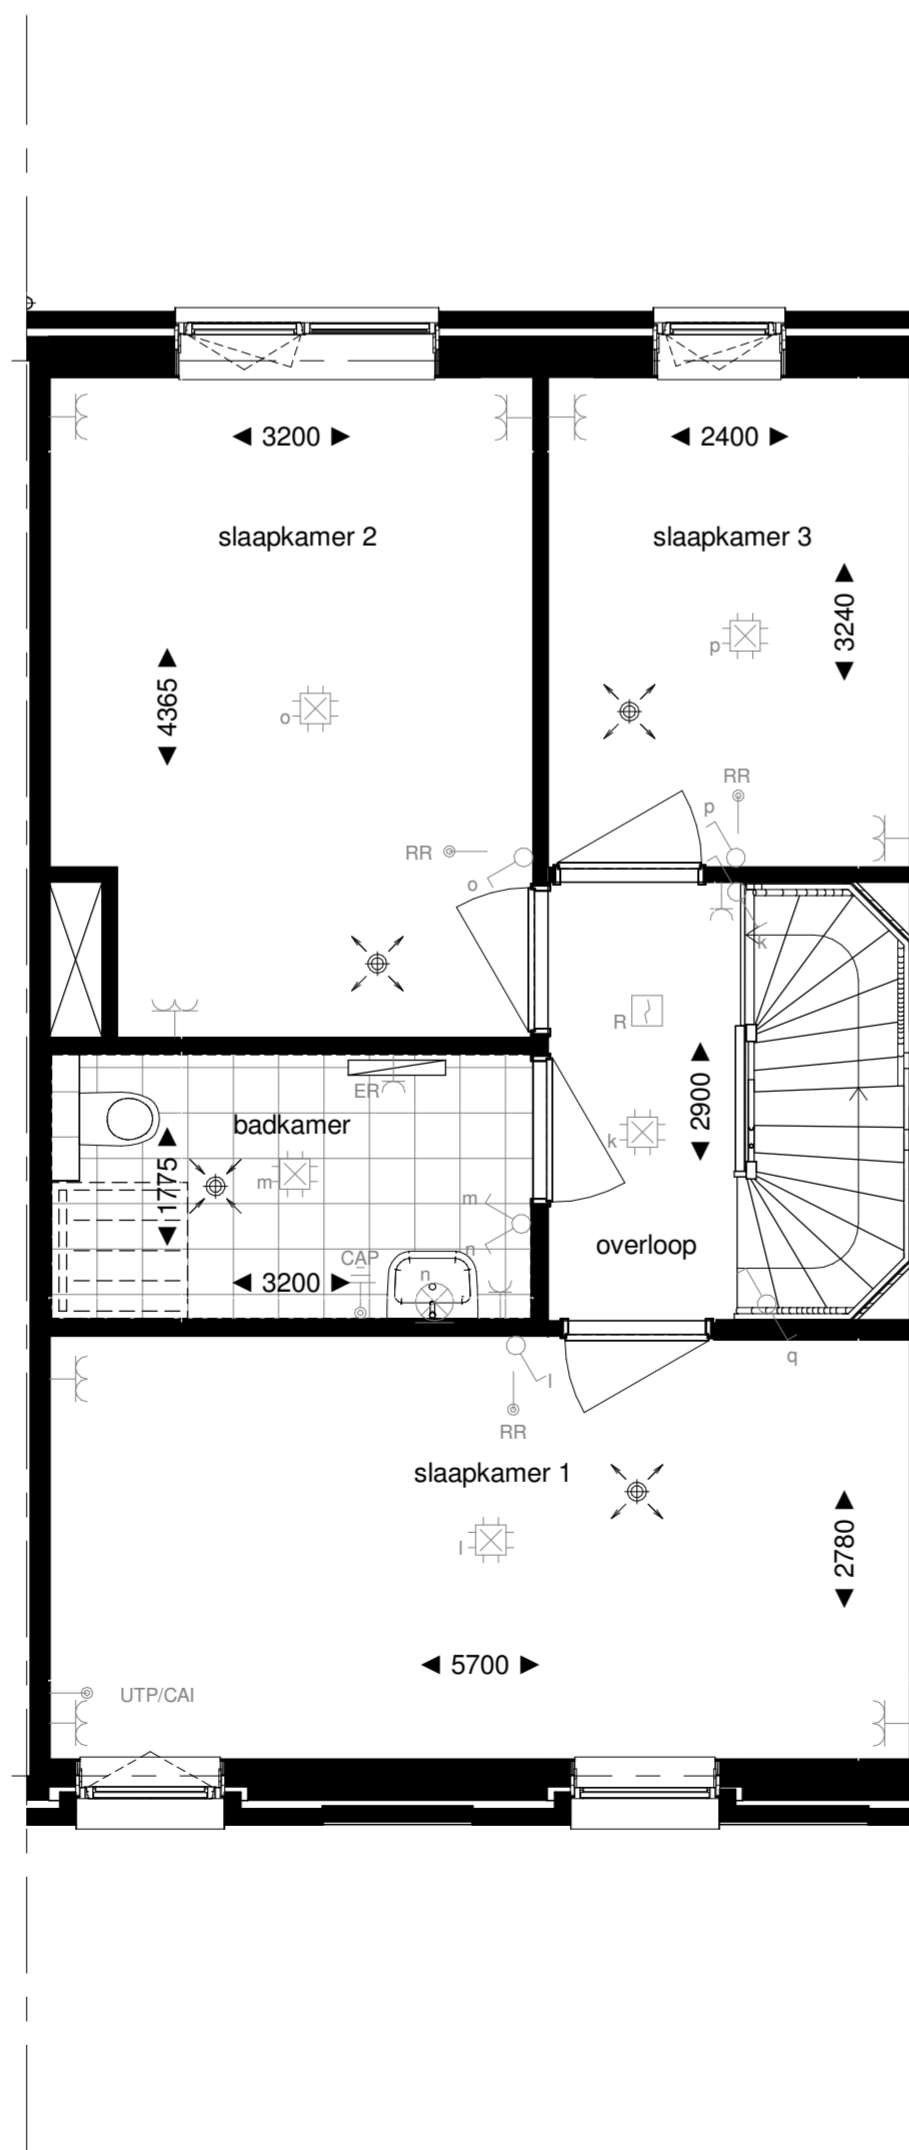 ◄ 3200 ►
◄ 2400 ►
slaapkamer 2
slaapkamer 3
◄ 3240 ►
p
◄ 4365 ►
o
RR
p
RR
o
k
R
ER
badkamer
◄ 2900 ►
k
◄ 1775 ►
m
m
n
overloop
CAP
n
◄ 3200 ►
q
l
RR
slaapkamer 1
l
◄ 2780 ►
◄ 5700 ►
UTP/CAI